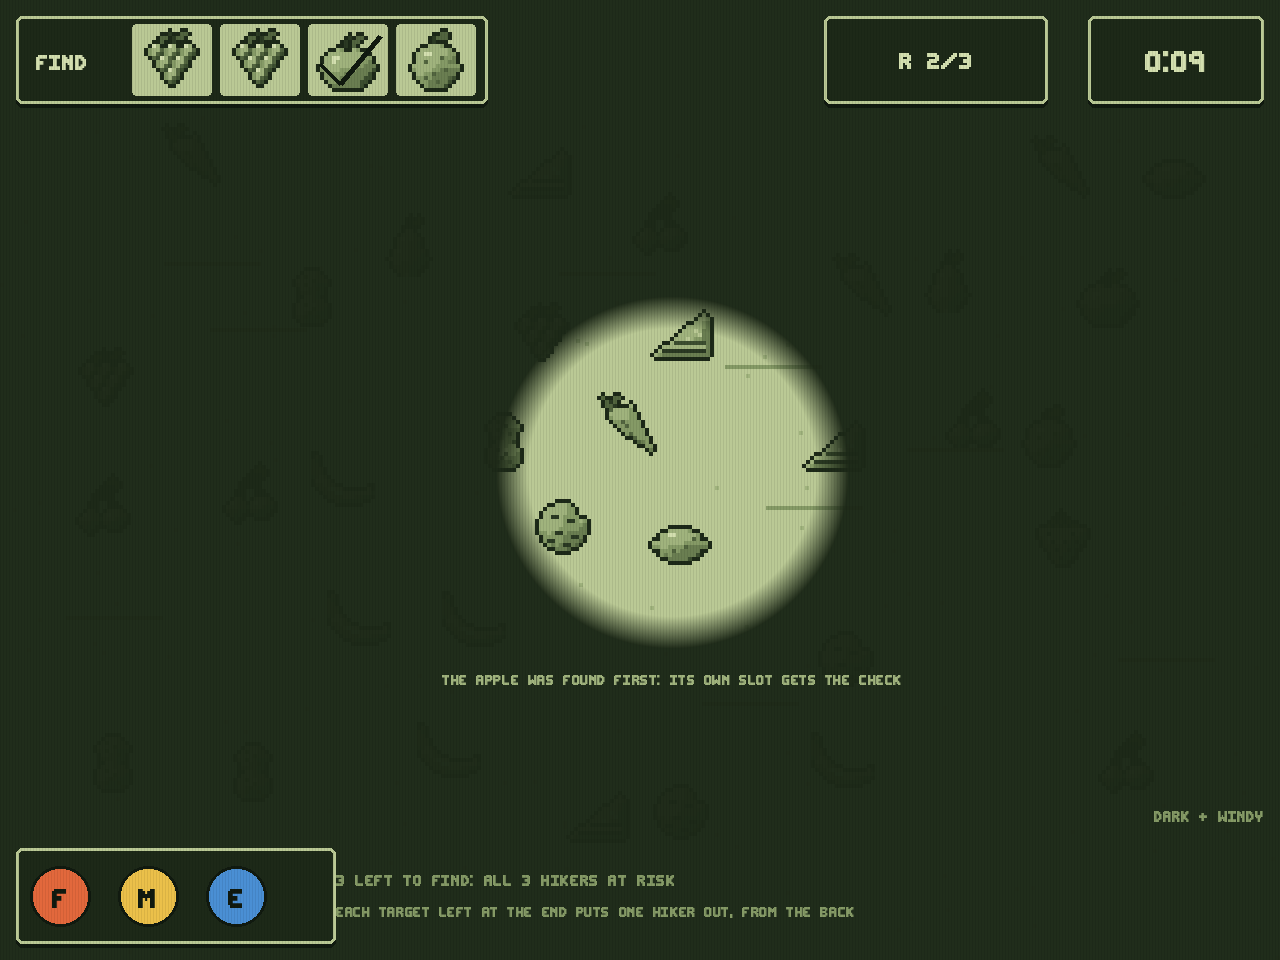 FIND
R 2/3
0:09
THE APPLE WAS FOUND FIRST: ITS OWN SLOT GETS THE CHECK
DARK + WINDY
F M E
3 LEFT TO FIND: ALL 3 HIKERS AT RISK
EACH TARGET LEFT AT THE END PUTS ONE HIKER OUT, FROM THE BACK